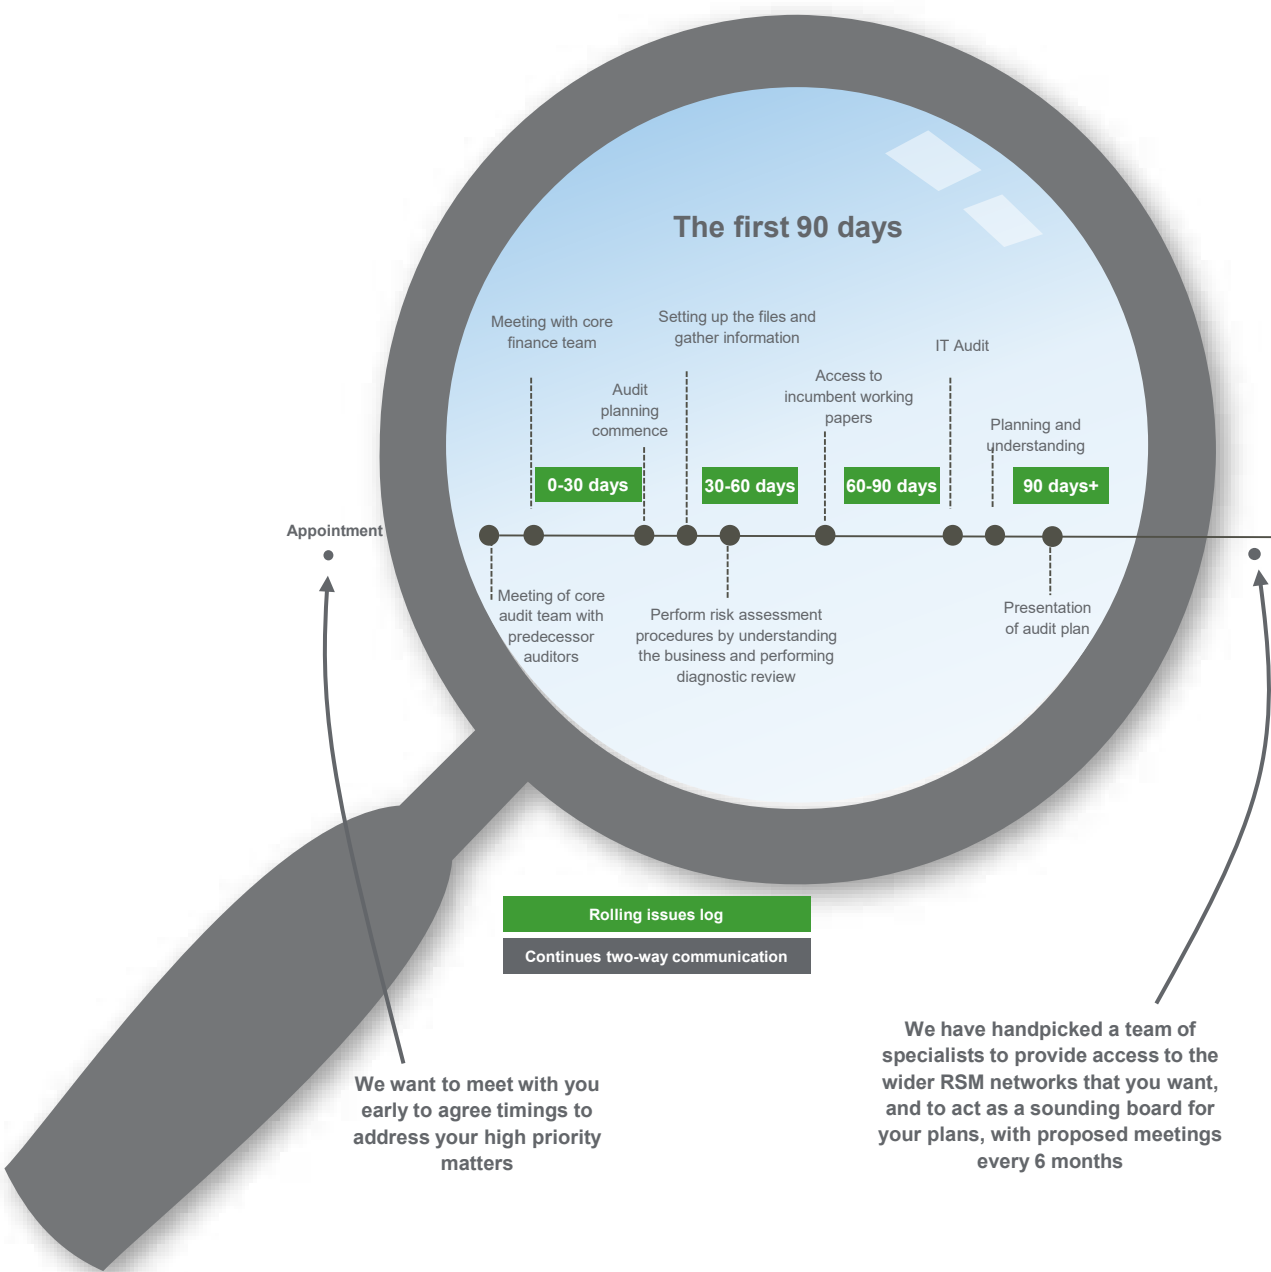 The first 90 days
Meeting with core
finance team
Setting up the files and
gather information
IT Audit
Audit
planning
commence
Access to
incumbent working
papers
Planning and
understanding
0-30 days
30-60 days
60-90 days
90 days+
Appointment
Meeting of core
audit team with
predecessor
auditors
Perform risk assessment
procedures by understanding
the business and performing
diagnostic review
Presentation
of audit plan
Rolling issues log
Continues two-way communication
We want to meet with you
early to agree timings to
address your high priority
matters
We have handpicked a team of
specialists to provide access to the
wider RSM networks that you want,
and to act as a sounding board for
your plans, with proposed meetings
every 6 months